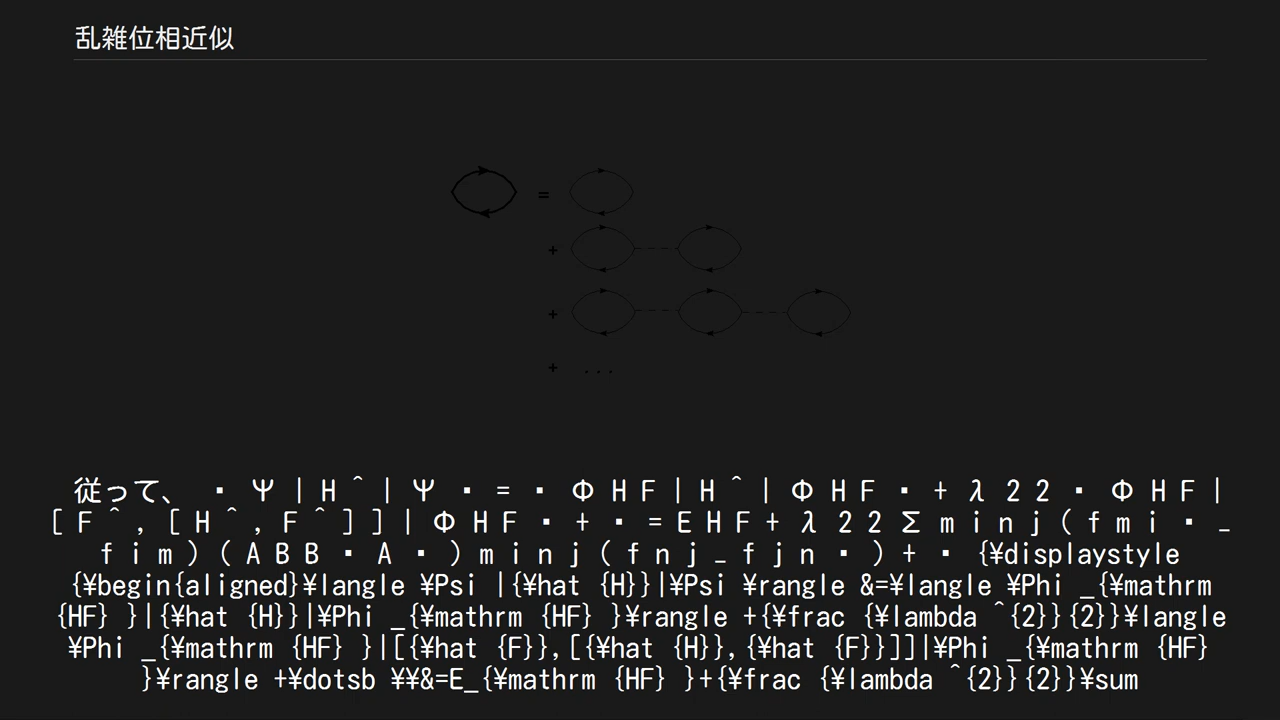 乱雑位相近似
=
+
+
+ ...
従って、 ▪ Ψ | H ^ | Ψ ▪ = ▪ Φ H F | H ^ | Φ H F ▪ + λ 2 2 ▪ Φ H F |
[ F ^ , [ H ^ , F ^ ] ] | Φ H F ▪ + ▪ = E H F + λ 2 2 Σ m i n j ( f m i ▪ _
f i m ) ( A B B ▪ A ▪ ) m i n j ( f n j _ f j n ▪ ) + ▪ {¥displaystyle
{¥begin{aligned}¥langle ¥Psi |{¥hat {H}}|¥Psi ¥rangle &=¥langle ¥Phi _{¥mathrm
{HF} }|{¥hat {H}}|¥Phi _{¥mathrm {HF} }¥rangle +{¥frac {¥lambda ^{2}}{2}}¥langle
¥Phi _{¥mathrm {HF} }|[{¥hat {F}},[{¥hat {H}},{¥hat {F}}]]|¥Phi _{¥mathrm {HF}
}¥rangle +¥dotsb ¥¥&=E_{¥mathrm {HF} }+{¥frac {¥lambda ^{2}}{2}}¥sum